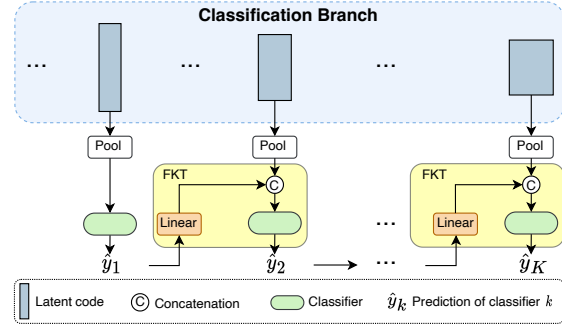 Classification Branch
... ... ...
Pool Pool Pool
FKT FKT
C C
Linear Linear
...
ŷ₁ ŷ₂ ... ŷ_K
Latent code C Concatenation Classifier ŷₖ Prediction of classifier k